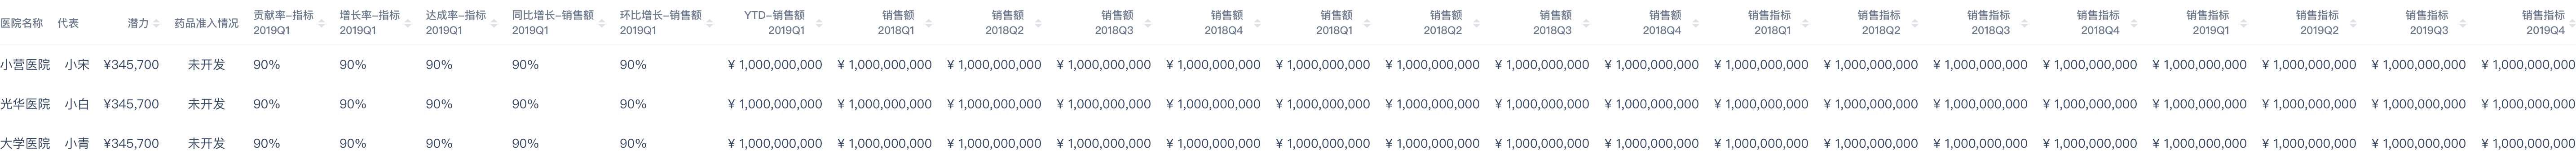 医院名称 代表 潜力 药品准入情况 贡献率-指标 2019Q1 增长率-指标 2019Q1 达成率-指标 2019Q1 同比增长-销售额 2019Q1 环比增长-销售额 2019Q1 YTD-销售额 2019Q1 销售额 2018Q1 销售额 2018Q2 销售额 2018Q3 销售额 2018Q4 销售额 2018Q1 销售额 2018Q2 销售额 2018Q3 销售额 2018Q4 销售指标 2018Q1 销售指标 2018Q2 销售指标 2018Q3 销售指标 2018Q4 销售指标 2019Q1 销售指标 2019Q2 销售指标 2019Q3 销售指标 2019Q4
小营医院 小宋 ¥345,700 未开发 90% 90% 90% 90% 90% ¥ 1,000,000,000 ¥ 1,000,000,000 ¥ 1,000,000,000 ¥ 1,000,000,000 ¥ 1,000,000,000 ¥ 1,000,000,000 ¥ 1,000,000,000 ¥ 1,000,000,000 ¥ 1,000,000,000 ¥ 1,000,000,000 ¥ 1,000,000,000 ¥ 1,000,000,000 ¥ 1,000,000,000 ¥ 1,000,000,000 ¥ 1,000,000,000 ¥ 1,000,000,000 ¥ 1,000,000,000
光华医院 小白 ¥345,700 未开发 90% 90% 90% 90% 90% ¥ 1,000,000,000 ¥ 1,000,000,000 ¥ 1,000,000,000 ¥ 1,000,000,000 ¥ 1,000,000,000 ¥ 1,000,000,000 ¥ 1,000,000,000 ¥ 1,000,000,000 ¥ 1,000,000,000 ¥ 1,000,000,000 ¥ 1,000,000,000 ¥ 1,000,000,000 ¥ 1,000,000,000 ¥ 1,000,000,000 ¥ 1,000,000,000 ¥ 1,000,000,000 ¥ 1,000,000,000
大学医院 小青 ¥345,700 未开发 90% 90% 90% 90% 90% ¥ 1,000,000,000 ¥ 1,000,000,000 ¥ 1,000,000,000 ¥ 1,000,000,000 ¥ 1,000,000,000 ¥ 1,000,000,000 ¥ 1,000,000,000 ¥ 1,000,000,000 ¥ 1,000,000,000 ¥ 1,000,000,000 ¥ 1,000,000,000 ¥ 1,000,000,000 ¥ 1,000,000,000 ¥ 1,000,000,000 ¥ 1,000,000,000 ¥ 1,000,000,000 ¥ 1,000,000,000